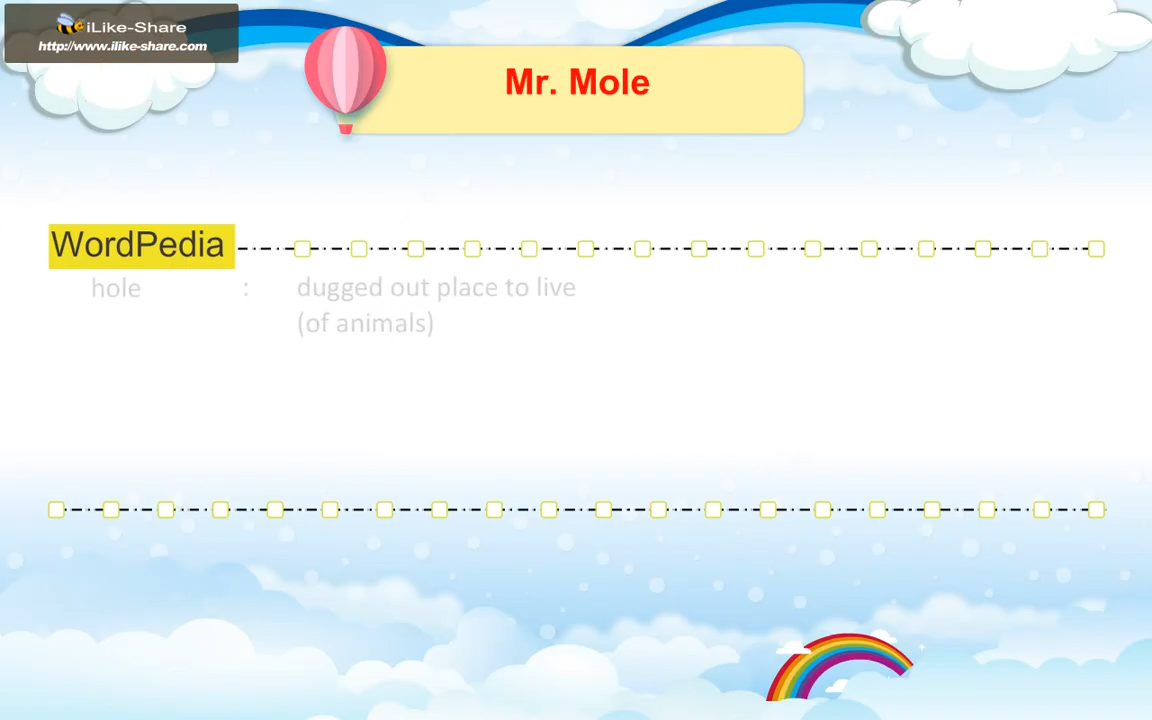 iLike-Share
http://www.ilike-share.com
Mr. Mole
WordPedia
hole : dugged out place to live
(of animals)